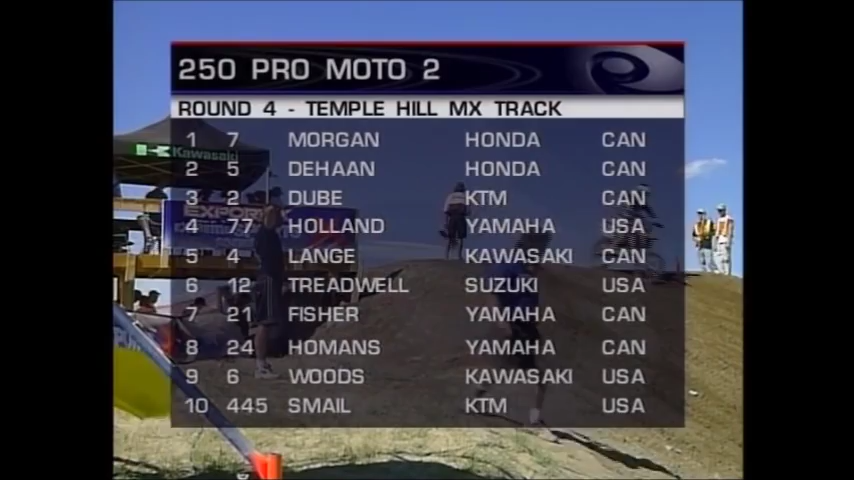 250 PRO MOTO 2
ROUND 4 - TEMPLE HILL MX TRACK
1 7 MORGAN HONDA CAN
2 5 DEHAAN HONDA CAN
3 2 DUBE KTM CAN
4 77 HOLLAND YAMAHA USA
5 4 LANGE KAWASAKI CAN
6 12 TREADWELL SUZUKI USA
7 21 FISHER YAMAHA CAN
8 24 HOMANS YAMAHA CAN
9 6 WOODS KAWASAKI USA
10 445 SMAIL KTM USA
Kawasaki